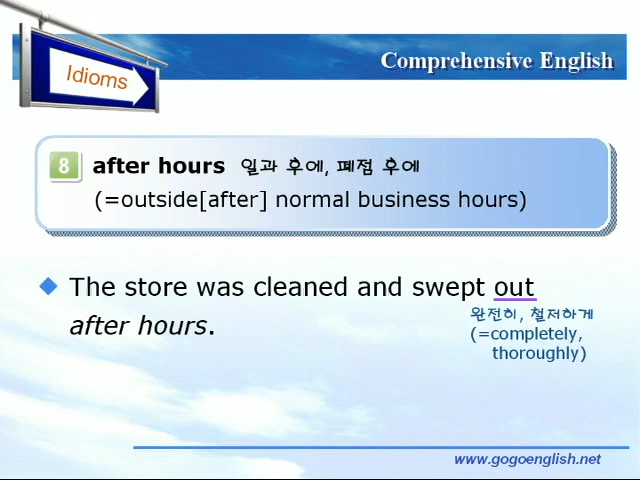 Idioms
Comprehensive English
8 after hours 일과 후에, 폐점 후에
(=outside[after] normal business hours)
The store was cleaned and swept out
after hours.
완전히, 철저하게
(=completely,
thoroughly)
www.gogoenglish.net